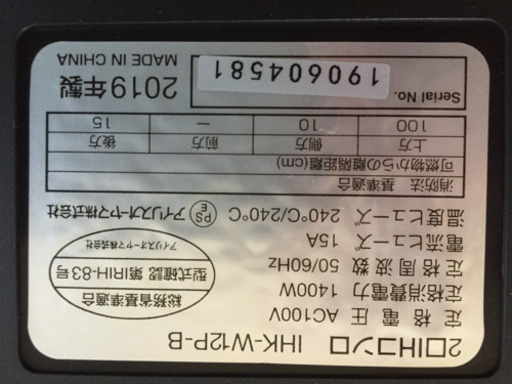 2口IHコンロ IHK-W12P-B
定格電圧 AC100V
定格消費電力 1400W
定格周波数 50/60Hz
電流ヒューズ 15A
温度ヒューズ 240℃/240℃
総務省基準適合
型式確認 第IRIH-83号
アイリスオーヤマ株式会社
PS E アイリスオーヤマ株式会社
消防法 基準適合
可燃物からの離隔距離(cm)
上方 側方 前方 後方
100 10 — 15
Serial No. 190604581
2019年製 MADE IN CHINA